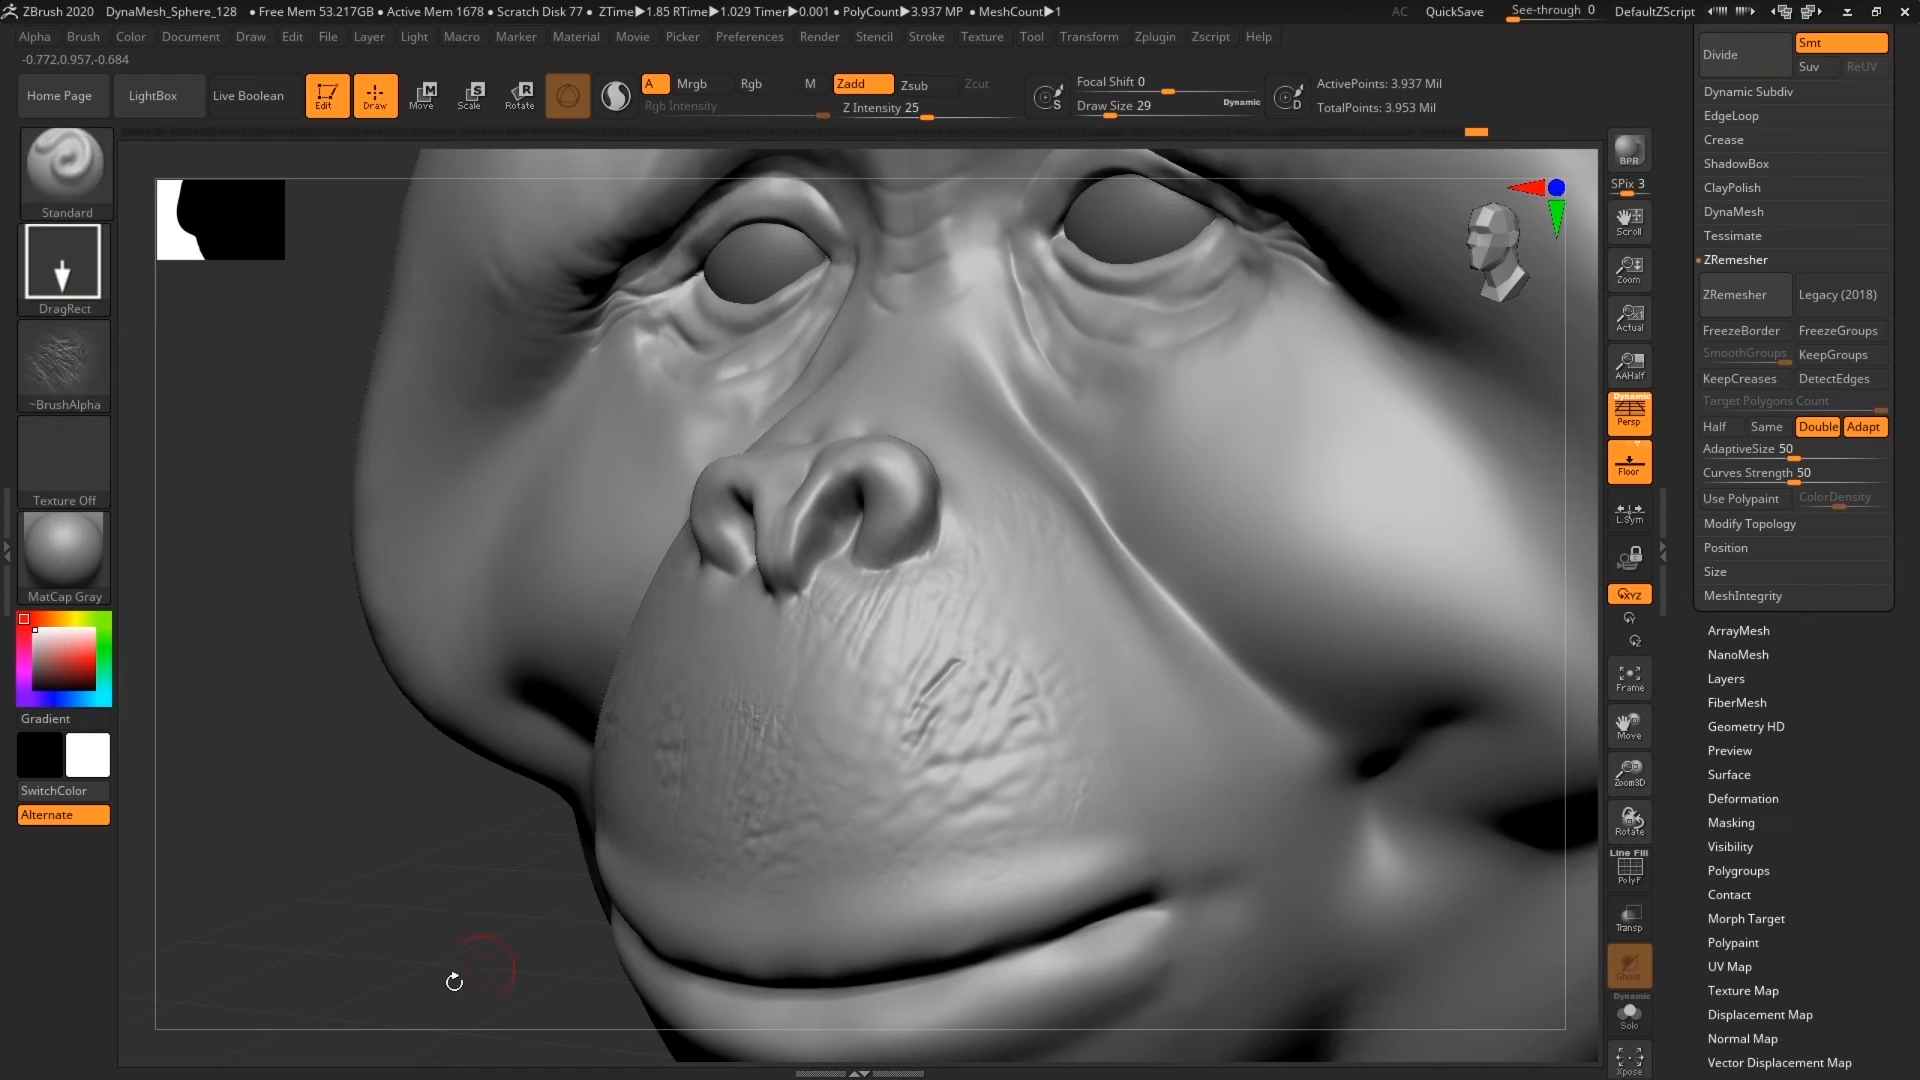 ZBrush 2020 DynaMesh_Sphere_128 ● Free Mem 53.217GB ● Active Mem 1678 ● Scratch Disk 77 ● ZTime▶1.85 RTime▶1.029 Timer▶0.001 ● PolyCount▶3.937 MP ● MeshCount▶1 AC QuickSave See-through 0 DefaultZScript
Alpha Brush Color Document Draw Edit File Layer Light Macro Marker Material Movie Picker Preferences Render Stencil Stroke Texture Tool Transform Zplugin Zscript Help
-0.772,0.957,-0.684
Home Page LightBox Live Boolean Edit Draw Move Scale Rotate
A Mrgb Rgb M Zadd Zsub Zcut
Rgb Intensity Z Intensity 25
Focal Shift 0
Draw Size 29 Dynamic
ActivePoints: 3.937 Mil
TotalPoints: 3.953 Mil
Standard
DragRect
~BrushAlpha
Texture Off
MatCap Gray
Gradient
SwitchColor
Alternate
BPR
SPix 3
Scroll
Zoom
Actual
AAHalf
Dynamic
Persp
Floor
L.Sym
XYZ
Y
Z
Frame
Move
Zoom3D
Rotate
Line Fill
PolyF
Transp
Ghost
Dynamic
Solo
Xpose
Divide Smt
Suv ReUV
Dynamic Subdiv
EdgeLoop
Crease
ShadowBox
ClayPolish
DynaMesh
Tessimate
ZRemesher
ZRemesher Legacy (2018)
FreezeBorder FreezeGroups
SmoothGroups KeepGroups
KeepCreases DetectEdges
Target Polygons Count
Half Same Double Adapt
AdaptiveSize 50
Curves Strength 50
Use Polypaint ColorDensity
Modify Topology
Position
Size
MeshIntegrity
ArrayMesh
NanoMesh
Layers
FiberMesh
Geometry HD
Preview
Surface
Deformation
Masking
Visibility
Polygroups
Contact
Morph Target
Polypaint
UV Map
Texture Map
Displacement Map
Normal Map
Vector Displacement Map